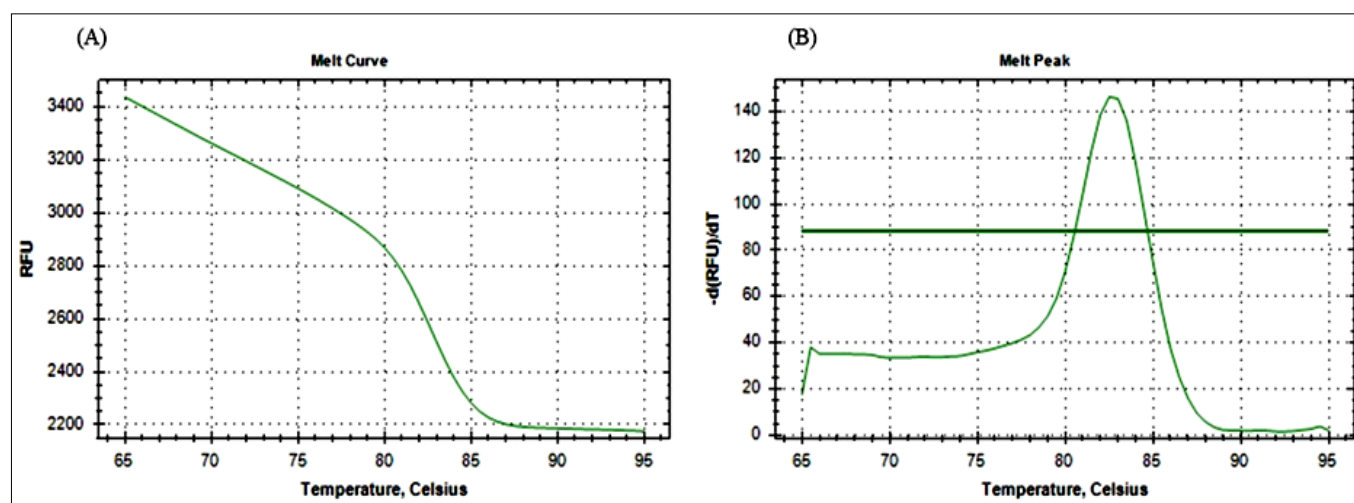 (A)
Melt Curve
3400
3200
3000
2800
2600
2400
2200
RFU
65 70 75 80 85 90 95
Temperature, Celsius
(B)
Melt Peak
140
120
100
80
60
40
20
0
-d(RFU)/dT
65 70 75 80 85 90 95
Temperature, Celsius